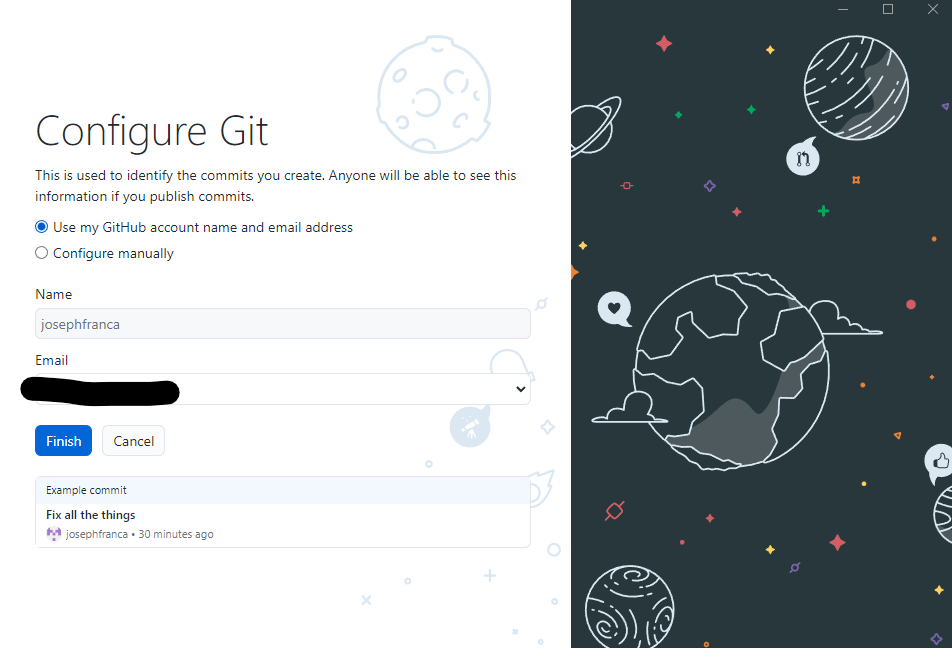 Configure Git
This is used to identify the commits you create. Anyone will be able to see this
information if you publish commits.
Use my GitHub account name and email address
Configure manually
Name
josephfranca
Email
Finish
Cancel
Example commit
Fix all the things
josephfranca • 30 minutes ago